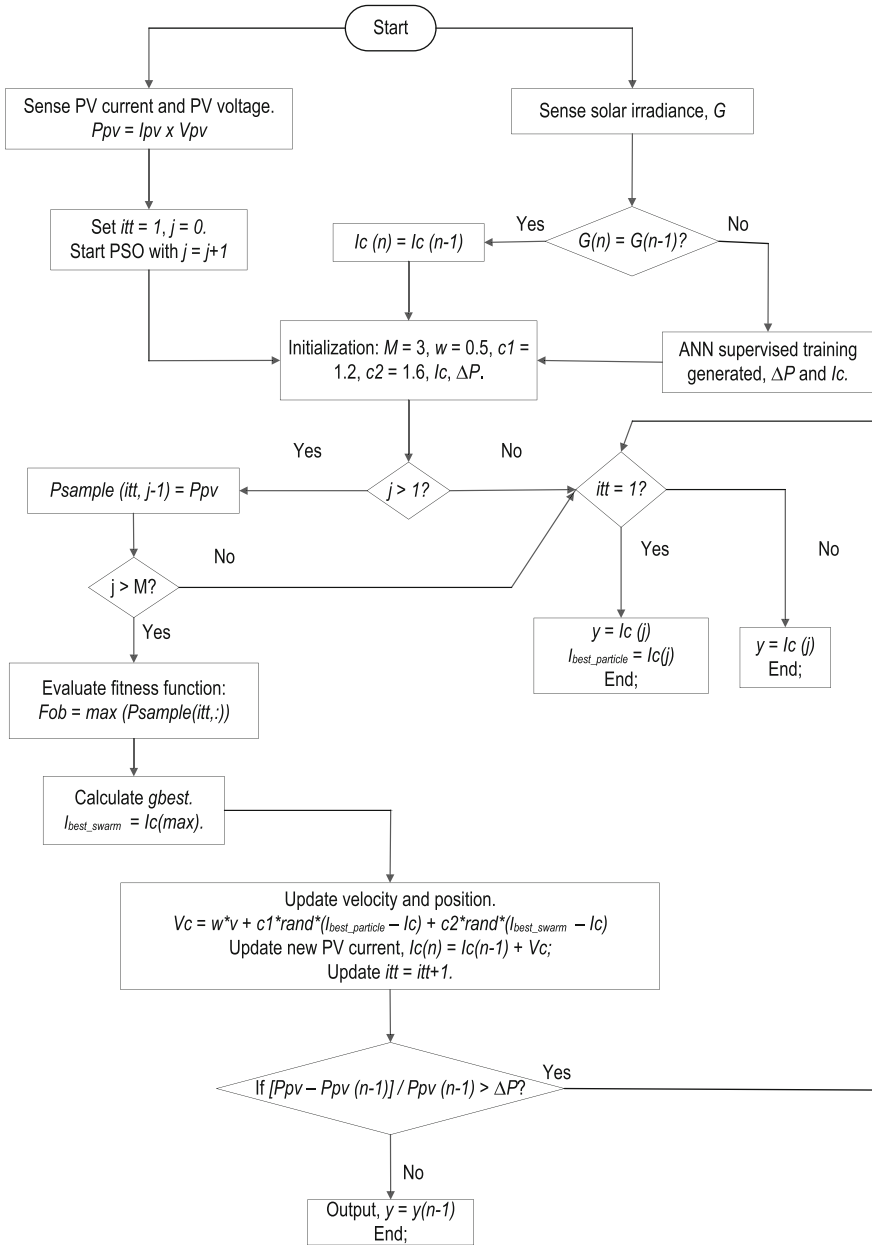 Start
Sense PV current and PV voltage.
Ppv = Ipv x Vpv
Sense solar irradiance, G
Set itt = 1, j = 0.
Start PSO with j = j+1
Ic (n) = Ic (n-1)
Yes
G(n) = G(n-1)?
No
Initialization: M = 3, w = 0.5, c1 =
1.2, c2 = 1.6, Ic, ΔP.
ANN supervised training
generated, ΔP and Ic.
Yes
No
Psample (itt, j-1) = Ppv
j > 1?
itt = 1?
No
Yes
No
j > M?
Yes
y = Ic (j)
Ibest_particle = Ic(j)
End;
y = Ic (j)
End;
Evaluate fitness function:
Fob = max (Psample(itt,:))
Calculate gbest.
Ibest_swarm = Ic(max).
Update velocity and position.
Vc = w*v + c1*rand*(Ibest_particle – Ic) + c2*rand*(Ibest_swarm – Ic)
Update new PV current, Ic(n) = Ic(n-1) + Vc;
Update itt = itt+1.
If [Ppv – Ppv (n-1)] / Ppv (n-1) > ΔP?
Yes
No
Output, y = y(n-1)
End;